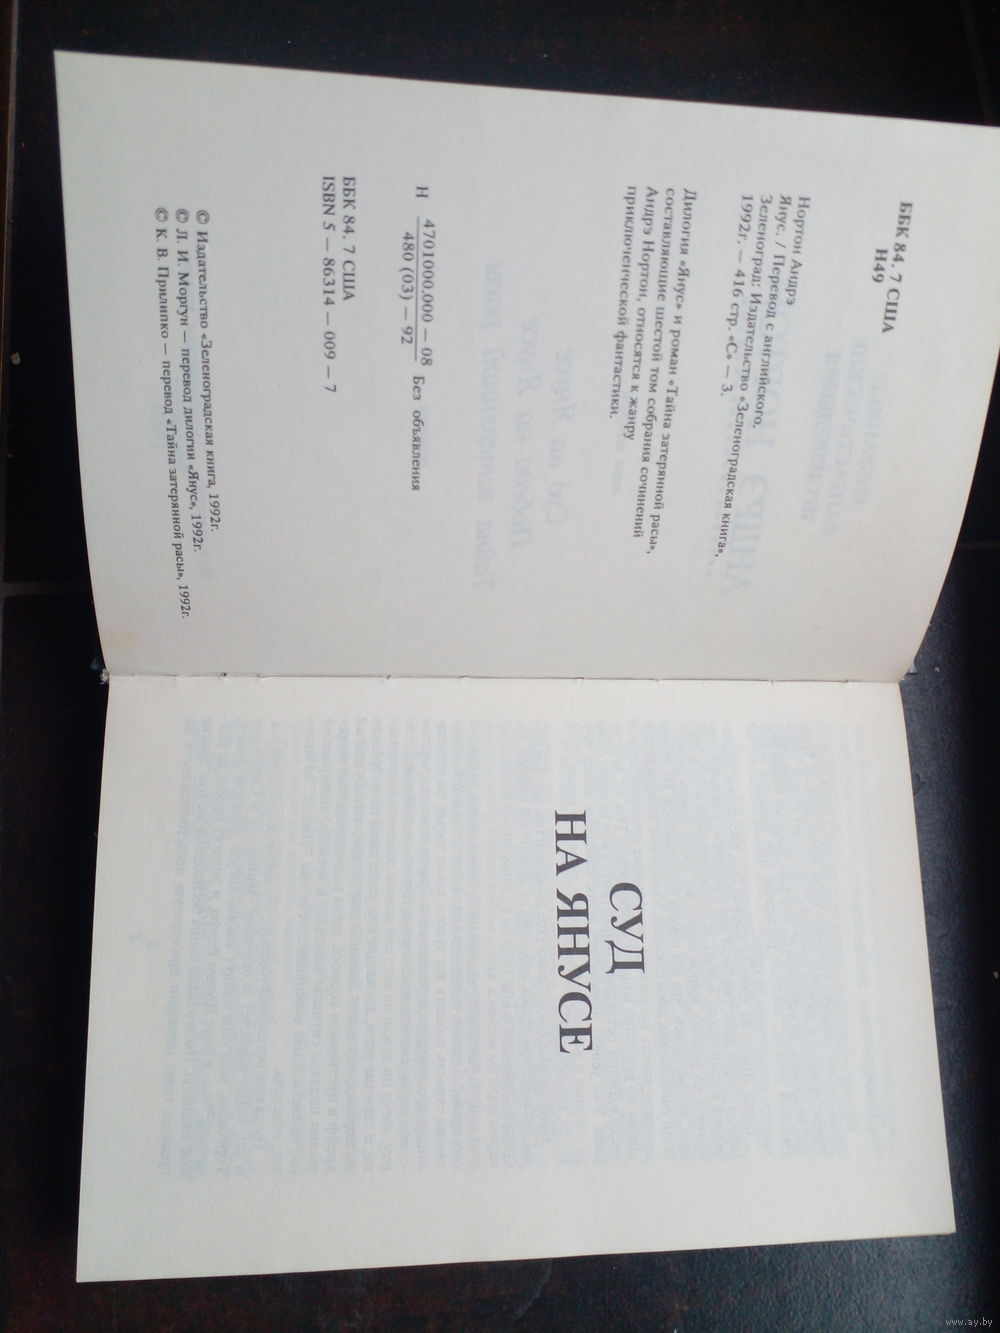 ББК 84. 7 США
Н49
Нортон Андрэ
Янус. / Перевод с английского.
Зеленоград: Издательство «Зеленоградская книга»,
1992г. — 416 стр. «С» — 3.
Дилогия «Янус» и роман «Тайна затерянной расы»,
составляющие шестой том собрания сочинений
Андрэ Нортон, относятся к жанру
приключенческой фантастики.
Н 4701000.000 — 08
480 (03) — 92
Без объявления
ББК 84. 7 США
ISBN 5 — 86314 — 009 — 7
© Издательство «Зеленоградская книга, 1992г.
© Л. И. Моргун — перевод дилогии «Янус», 1992г.
© К. В. Прилипко — перевод «Тайна затерянной расы», 1992г.
СУД
НА ЯНУСЕ
www.ay.by